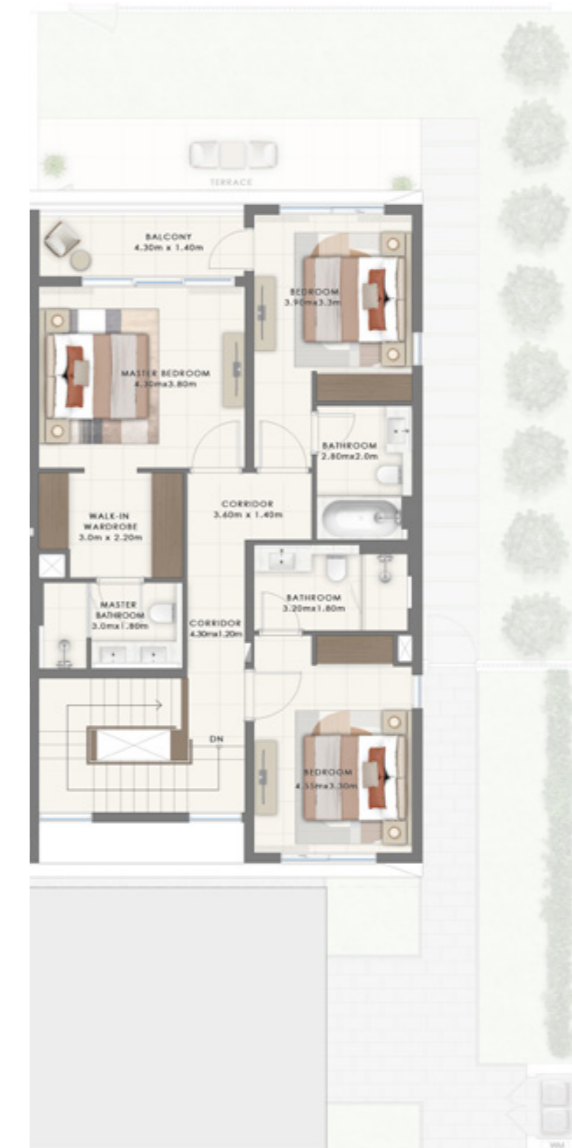 TERRACE
BALCONY
4.30m x 1.40m
BEDROOM
3.90mx3.3m
MASTER BEDROOM
4.30mx3.80m
BATHROOM
2.80mx2.0m
WALK-IN
WARDROBE
3.0m x 2.20m
CORRIDOR
3.60m x 1.40m
BATHROOM
3.20mx1.80m
MASTER
BATHROOM
3.0mx1.80m
CORRIDOR
4.30mx1.20m
DN
BEDROOM
4.15mx3.30m
WM